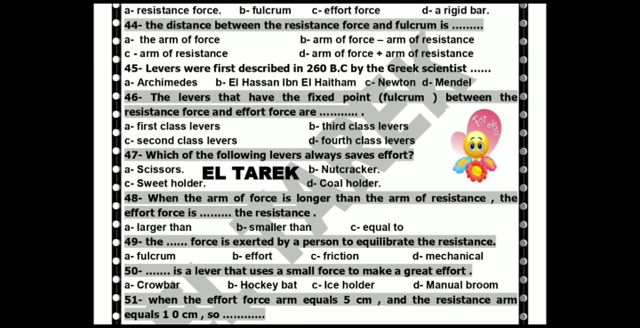 a- resistance force. b- fulcrum c- effort force d- a rigid bar.
44- the distance between the resistance force and fulcrum is .........
a- the arm of force b- arm of force – arm of resistance
c - arm of resistance d- arm of force + arm of resistance
45- Levers were first described in 260 B.C by the Greek scientist ......
a- Archimedes b- El Hassan Ibn El Haitham c- Newton d- Mendel
46- The levers that have the fixed point (fulcrum ) between the
resistance force and effort force are ........... .
a- first class levers b- third class levers
c- second class levers d- fourth class levers
For you
47- Which of the following levers always saves effort?
a- Scissors. b- Nutcracker.
EL TAREK
c- Sweet holder. d- Coal holder.
48- When the arm of force is longer than the arm of resistance , the
effort force is ......... the resistance .
a- larger than b- smaller than c- equal to
49- the ...... force is exerted by a person to equilibrate the resistance.
a- fulcrum b- effort c- friction d- mechanical
50- ....... is a lever that uses a small force to make a great effort .
a- Crowbar b- Hockey bat c- Ice holder d- Manual broom
51- when the effort force arm equals 5 cm , and the resistance arm
equals 1 0 cm , so ............
EL TAREK